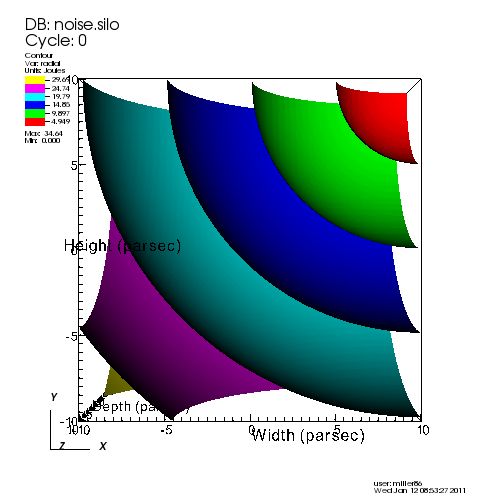 DB: noise.silo
Cycle: 0
Contour
Var: radial
Units: Joules
29.69
24.74
19.79
14.85
9.897
4.949
Max: 34.64
Min: 0.000
10
5
Height (parsec)
0
-5
Depth (parsec)
-10
-10
-5
0
5
10
Width (parsec)
Y
Z X
user: miller86
Wed Jan 12 08:53:27 2011